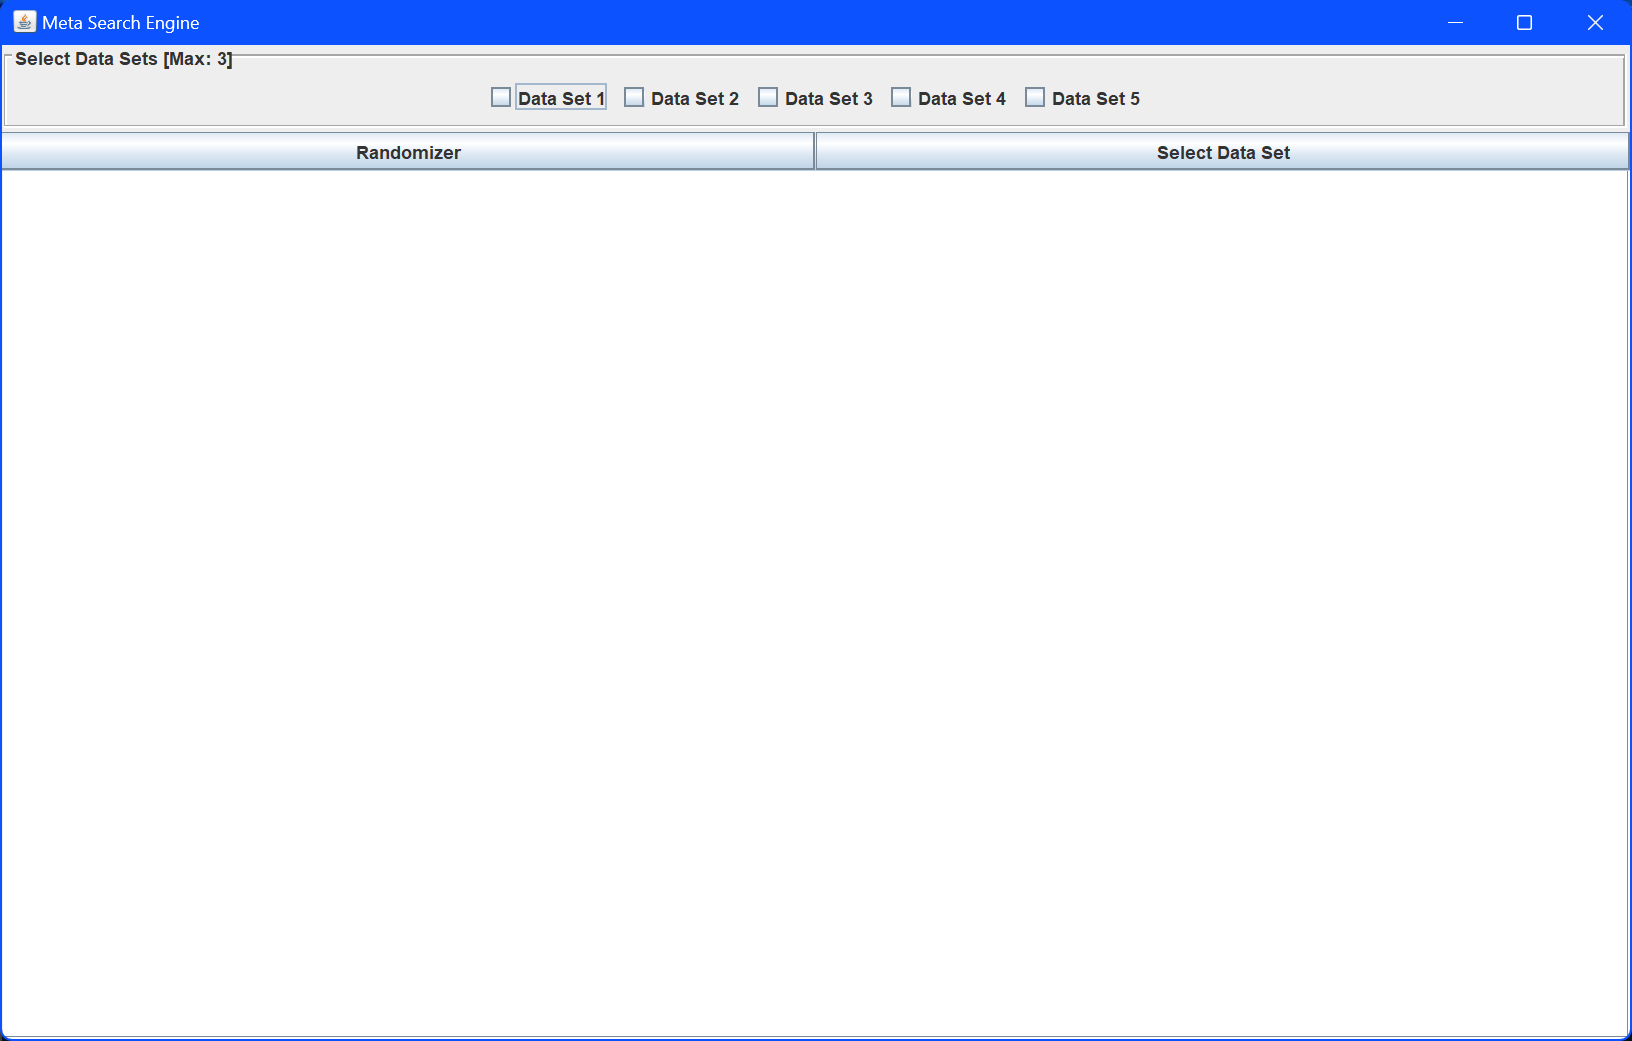 Meta Search Engine
Select Data Sets [Max: 3]
Data Set 1 Data Set 2 Data Set 3 Data Set 4 Data Set 5
Randomizer Select Data Set